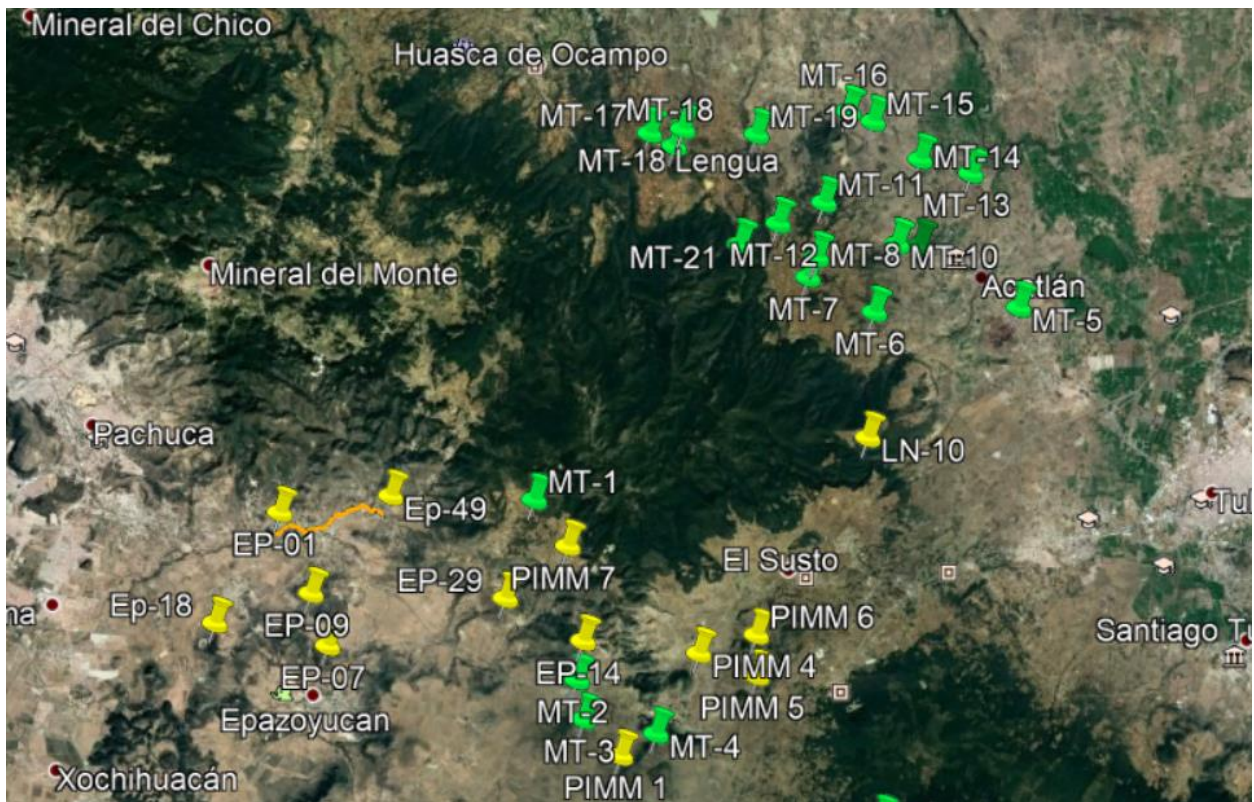 Mineral del Chico
Huasca de Ocampo
MT-16
MT-17
MT-18
MT-19
MT-15
MT-18 Lengua
MT-14
MT-11
MT-13
MT-21
MT-12
MT-8
MT-10
Mineral del Monte
Acatlán
MT-7
MT-5
MT-6
Pachuca
LN-10
MT-1
Ep-49
EP-01
El Susto
EP-29
PIMM 7
Ep-18
EP-09
PIMM 6
Santiago T
EP-14
PIMM 4
EP-07
PIMM 5
Epazoyucan
MT-2
MT-3
MT-4
Xochihuacán
PIMM 1